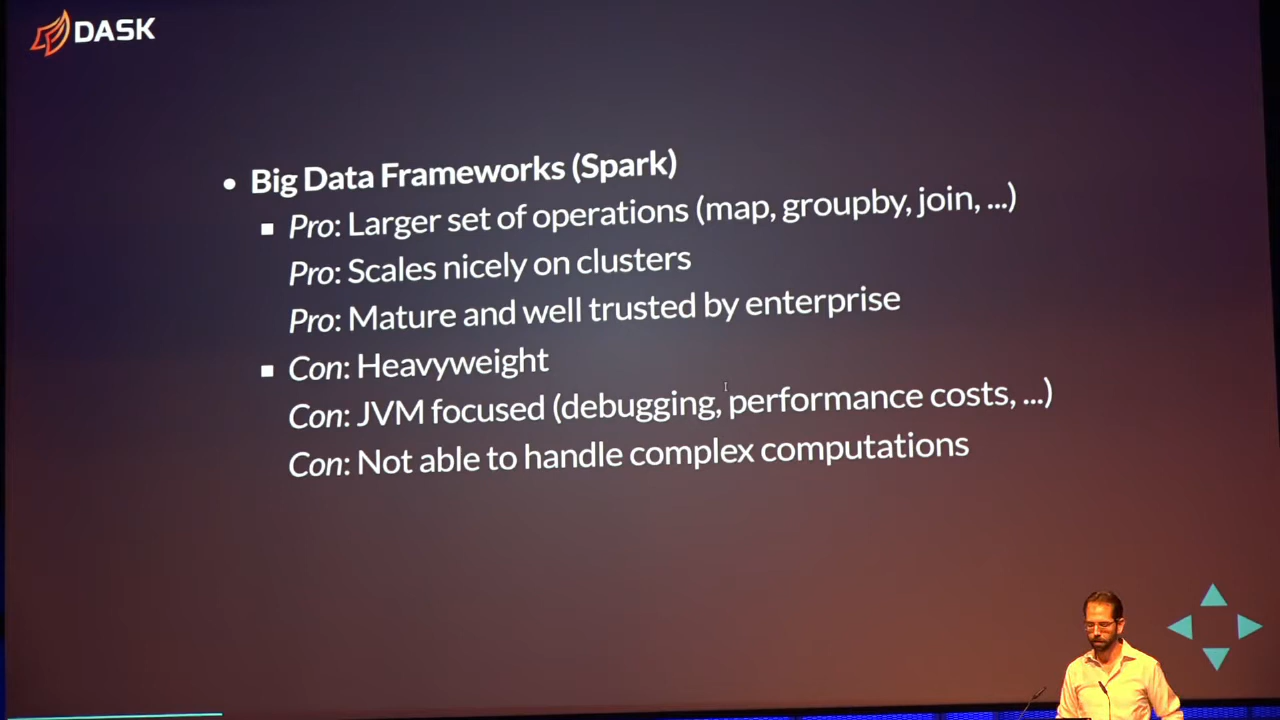 DASK
Big Data Frameworks (Spark)
Pro: Larger set of operations (map, groupby, join, ...)
Pro: Scales nicely on clusters
Pro: Mature and well trusted by enterprise
Con: Heavyweight
Con: JVM focused (debugging, performance costs, ...)
Con: Not able to handle complex computations